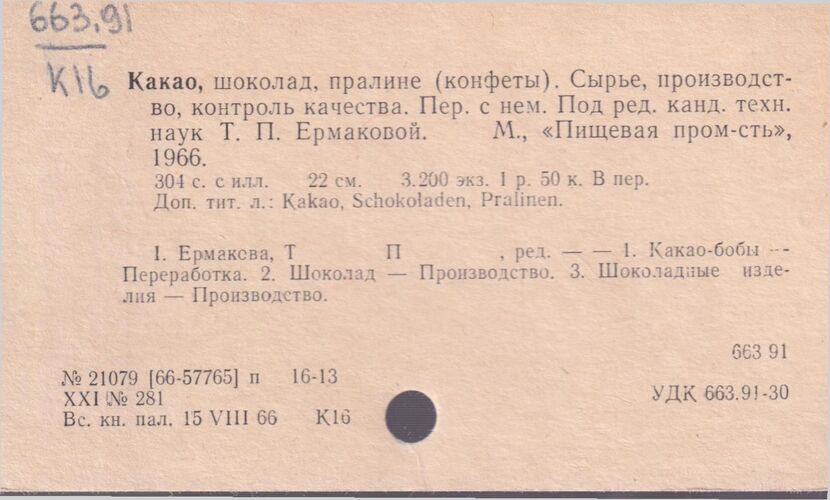 663.91
К16
Какао, шоколад, пралине (конфеты). Сырье, производст-
во, контроль качества. Пер. с нем. Под ред. канд. техн.
наук Т. П. Ермаковой. М., «Пищевая пром-сть»,
1966.
304 с. с илл. 22 см. 3.200 экз. 1 р. 50 к. В пер.
Доп. тит. л.: Kakao, Schokoladen, Pralinen.
I. Ермакова, Т П , ред. — — 1. Какао-бобы —
Переработка. 2. Шоколад — Производство. 3. Шоколадные изде-
лия — Производство.
663 91
№ 21079 [66-57765] п 16-13
XXI № 281
УДК 663.91-30
Вс. кн. пал. 15 VIII 66 К16